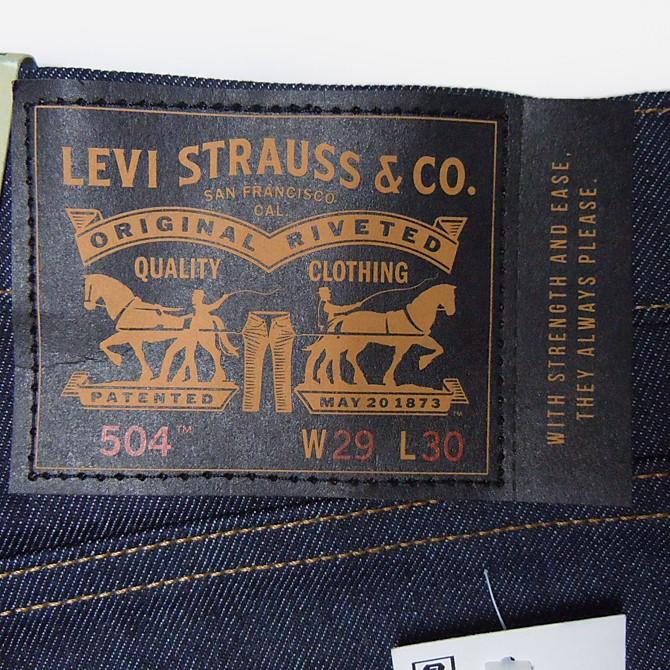 LEVI STRAUSS & CO.
SAN FRANCISCO
CAL.
ORIGINAL RIVETED
QUALITY CLOTHING
PATENTED MAY 20 1873™
504™ W29 L30
WITH STRENGTH AND EASE,
THEY ALWAYS PLEASE.